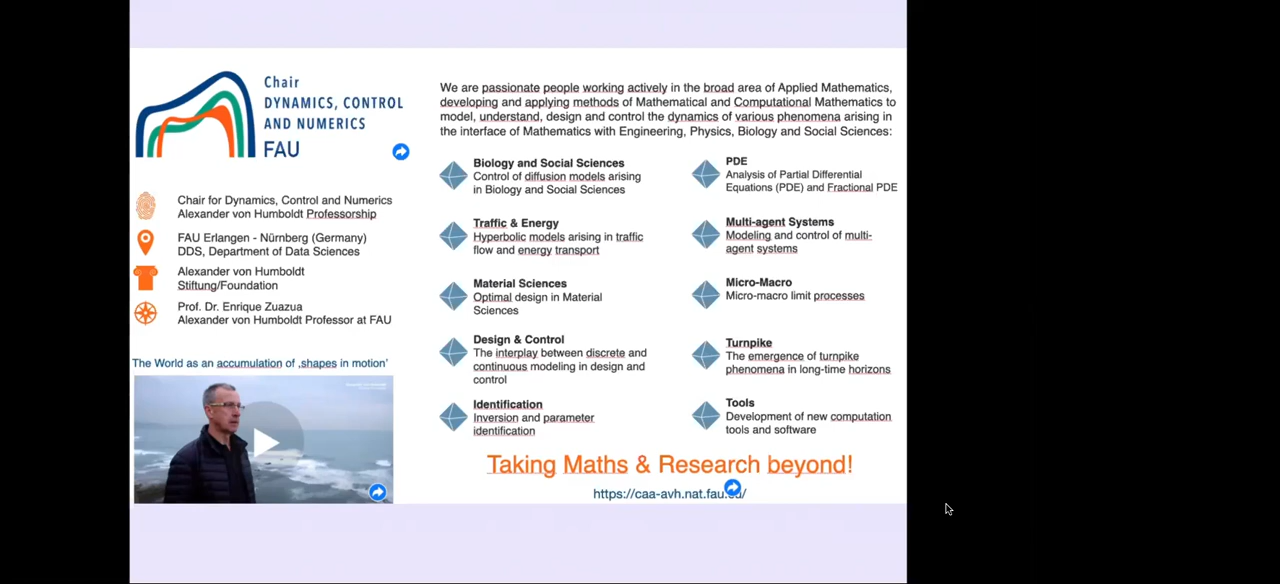 Chair
DYNAMICS, CONTROL
AND NUMERICS
FAU
Chair for Dynamics, Control and Numerics
Alexander von Humboldt Professorship
FAU Erlangen - Nürnberg (Germany)
DDS, Department of Data Sciences
Alexander von Humboldt
Stiftung/Foundation
Prof. Dr. Enrique Zuazua
Alexander von Humboldt Professor at FAU
The World as an accumulation of ‚shapes in motion'
We are passionate people working actively in the broad area of Applied Mathematics,
developing and applying methods of Mathematical and Computational Mathematics to
model, understand, design and control the dynamics of various phenomena arising in
the interface of Mathematics with Engineering, Physics, Biology and Social Sciences:
Biology and Social Sciences
Control of diffusion models arising
in Biology and Social Sciences
Traffic & Energy
Hyperbolic models arising in traffic
flow and energy transport
Material Sciences
Optimal design in Material
Sciences
Design & Control
The interplay between discrete and
continuous modeling in design and
control
Identification
Inversion and parameter
identification
PDE
Analysis of Partial Differential
Equations (PDE) and Fractional PDE
Multi-agent Systems
Modeling and control of multi-
agent systems
Micro-Macro
Micro-macro limit processes
Turnpike
The emergence of turnpike
phenomena in long-time horizons
Tools
Development of new computation
tools and software
Taking Maths & Research beyond!
https://caa-avh.nat.fau.eu/